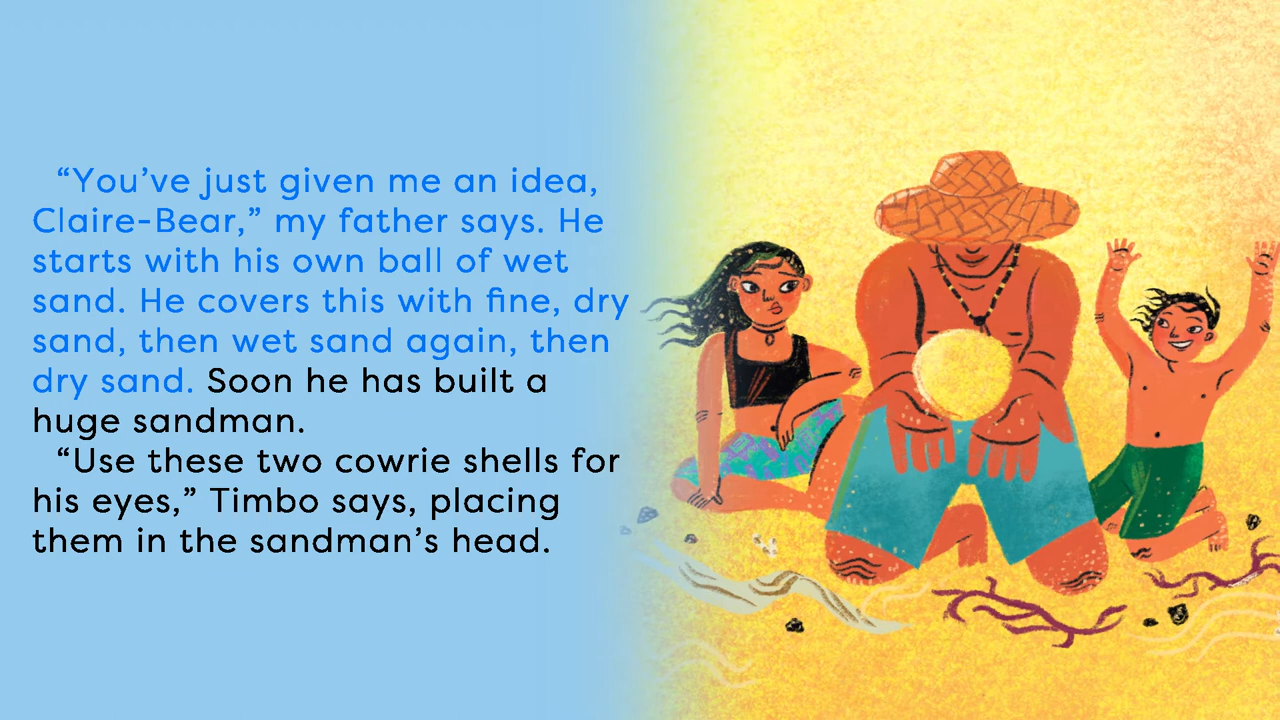 “You’ve just given me an idea,
Claire-Bear,” my father says. He
starts with his own ball of wet
sand. He covers this with fine, dry
sand, then wet sand again, then
dry sand. Soon he has built a
huge sandman.
“Use these two cowrie shells for
his eyes,” Timbo says, placing
them in the sandman’s head.